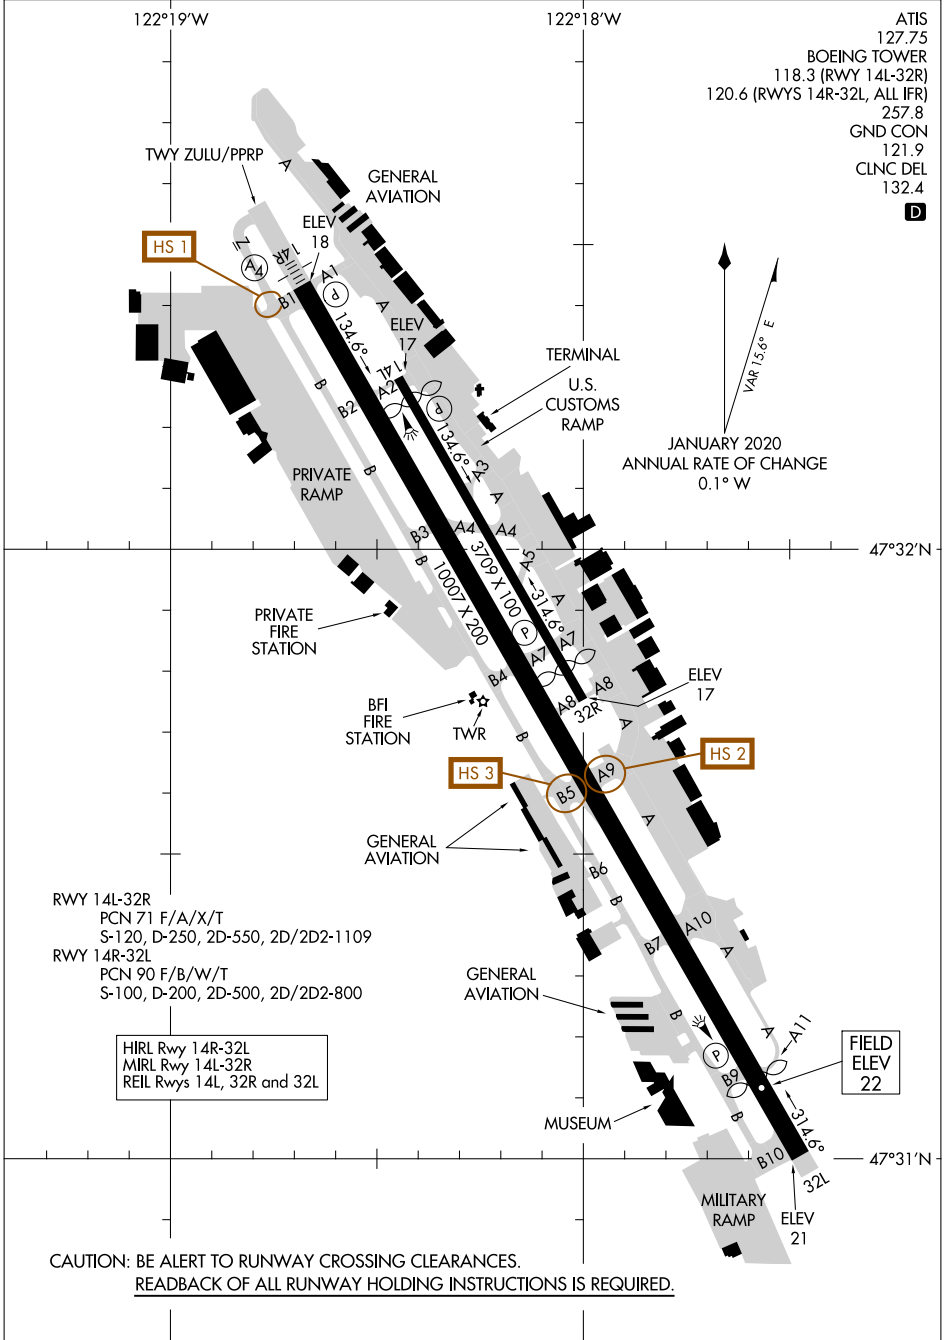 122°19'W
122°18'W
ATIS
127.75
BOEING TOWER
118.3 (RWY 14L-32R)
120.6 (RWYS 14R-32L, ALL IFR)
257.8
GND CON
121.9
CLNC DEL
132.4
D
TWY ZULU/PPRP
A
GENERAL
AVIATION
HS 1
Z
A4
14R
ELEV
18
B1
A1
P
A
134.6°
ELEV
17
14L
VAR 15.6° E
JANUARY 2020
ANNUAL RATE OF CHANGE
0.1° W
TERMINAL
U.S.
CUSTOMS
RAMP
B
B2
A2
P
134.6°
A3
A
PRIVATE
RAMP
B
B3
A4
A4
B
A5
A
47°32'N
10007 X 200
3709 X 100
314.6°
P
PRIVATE
FIRE
STATION
A7
A7
B4
A8
A8
32R
ELEV
17
BFI
FIRE
STATION
TWR
B
A
HS 3
B5
A9
HS 2
A
GENERAL
AVIATION
B6
B
B7
A10
A
RWY 14L-32R
PCN 71 F/A/X/T
S-120, D-250, 2D-550, 2D/2D2-1109
RWY 14R-32L
PCN 90 F/B/W/T
S-100, D-200, 2D-500, 2D/2D2-800
GENERAL
AVIATION
B
A
A11
P
B9
HIRL Rwy 14R-32L
MIRL Rwy 14L-32R
REIL Rwys 14L, 32R and 32L
FIELD
ELEV
22
MUSEUM
B
314.6°
B10
32L
47°31'N
MILITARY
RAMP
ELEV
21
CAUTION: BE ALERT TO RUNWAY CROSSING CLEARANCES.
READBACK OF ALL RUNWAY HOLDING INSTRUCTIONS IS REQUIRED.